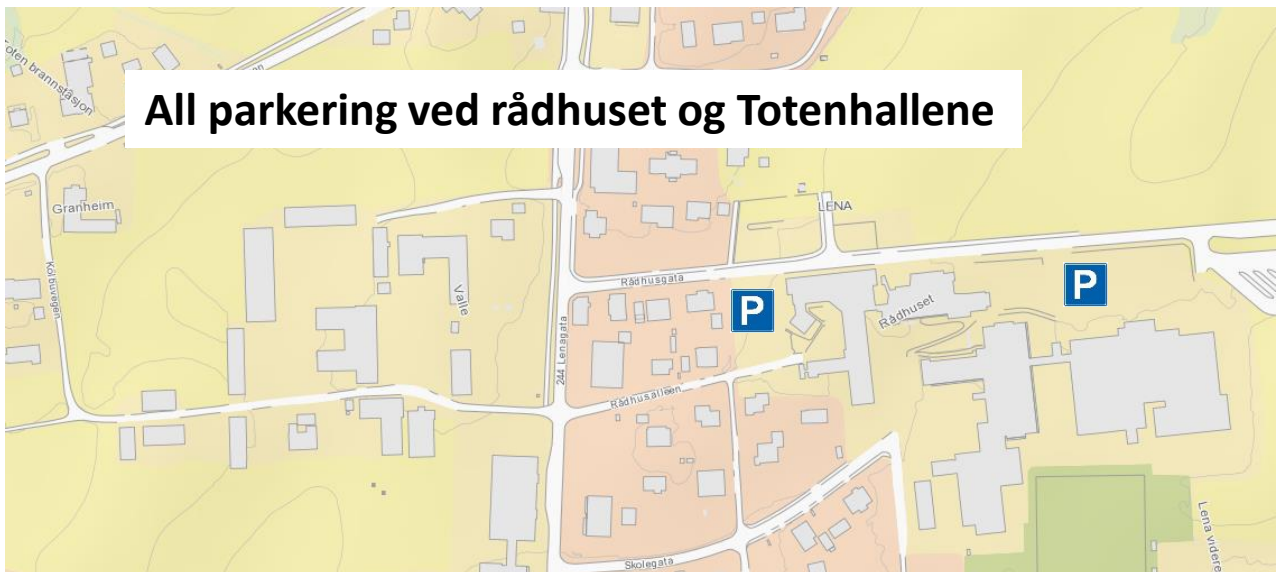 oten brannstasjon
All parkering ved rådhuset og Totenhallene
Granheim
LENA
Kolbuvegen
Valle
Rådhusgata
P
P
Rådhuset
244 Lenagata
Rådhusalleen
Skolegata
Lena videre